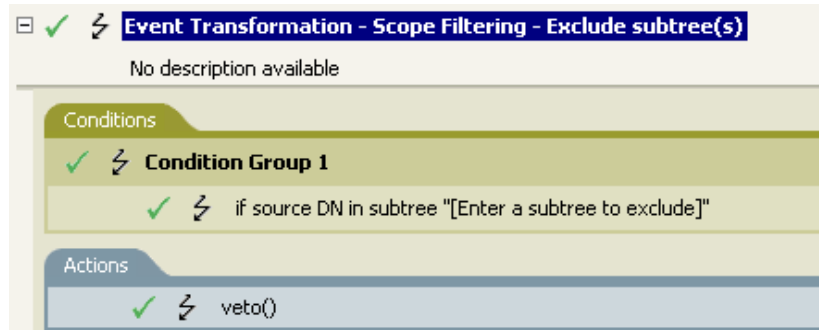 Event Transformation - Scope Filtering - Exclude subtree(s)
No description available
Conditions
Condition Group 1
if source DN in subtree "[Enter a subtree to exclude]"
Actions
veto()